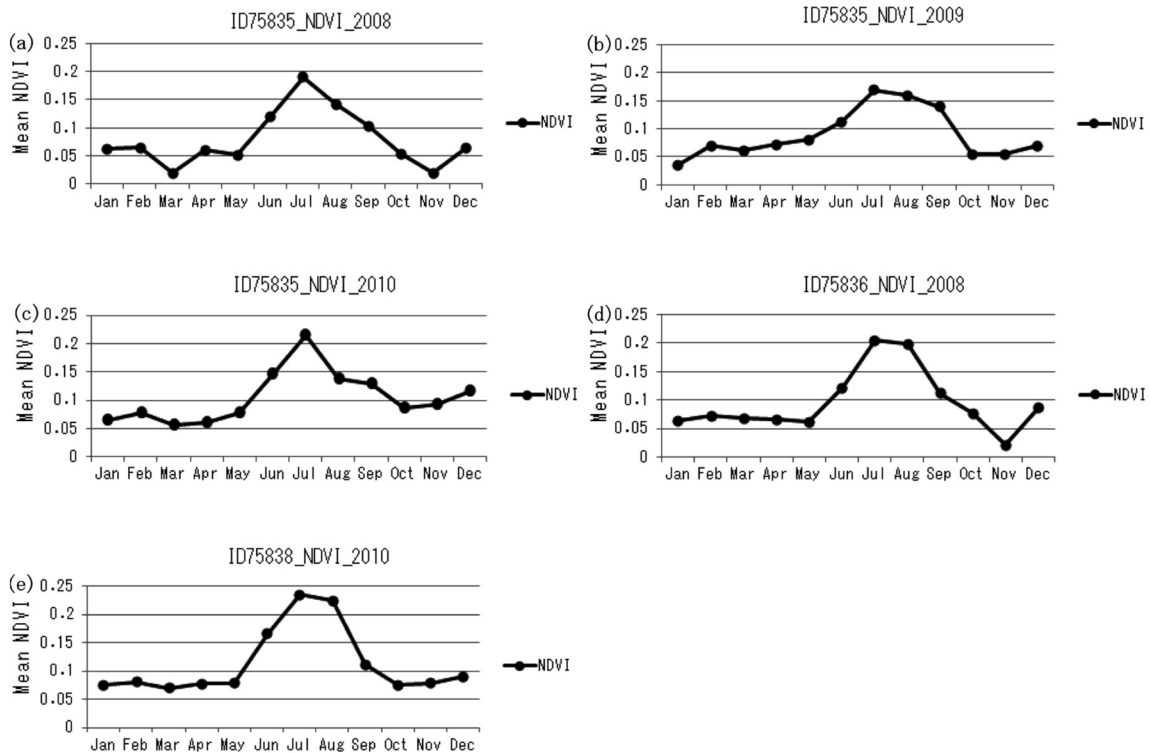 ID75835_NDVI_2008
(a)
Mean NDVI
0.25
0.2
0.15
0.1
0.05
0
Jan Feb Mar Apr May Jun Jul Aug Sep Oct Nov Dec
NDVI
ID75835_NDVI_2009
(b)
Mean NDVI
0.25
0.2
0.15
0.1
0.05
0
Jan Feb Mar Apr May Jun Jul Aug Sep Oct Nov Dec
NDVI
ID75835_NDVI_2010
(c)
Mean NDVI
0.25
0.2
0.15
0.1
0.05
0
Jan Feb Mar Apr May Jun Jul Aug Sep Oct Nov Dec
NDVI
ID75836_NDVI_2008
(d)
Mean NDVI
0.25
0.2
0.15
0.1
0.05
0
Jan Feb Mar Apr May Jun Jul Aug Sep Oct Nov Dec
NDVI
ID75838_NDVI_2010
(e)
Mean NDVI
0.25
0.2
0.15
0.1
0.05
0
Jan Feb Mar Apr May Jun Jul Aug Sep Oct Nov Dec
NDVI